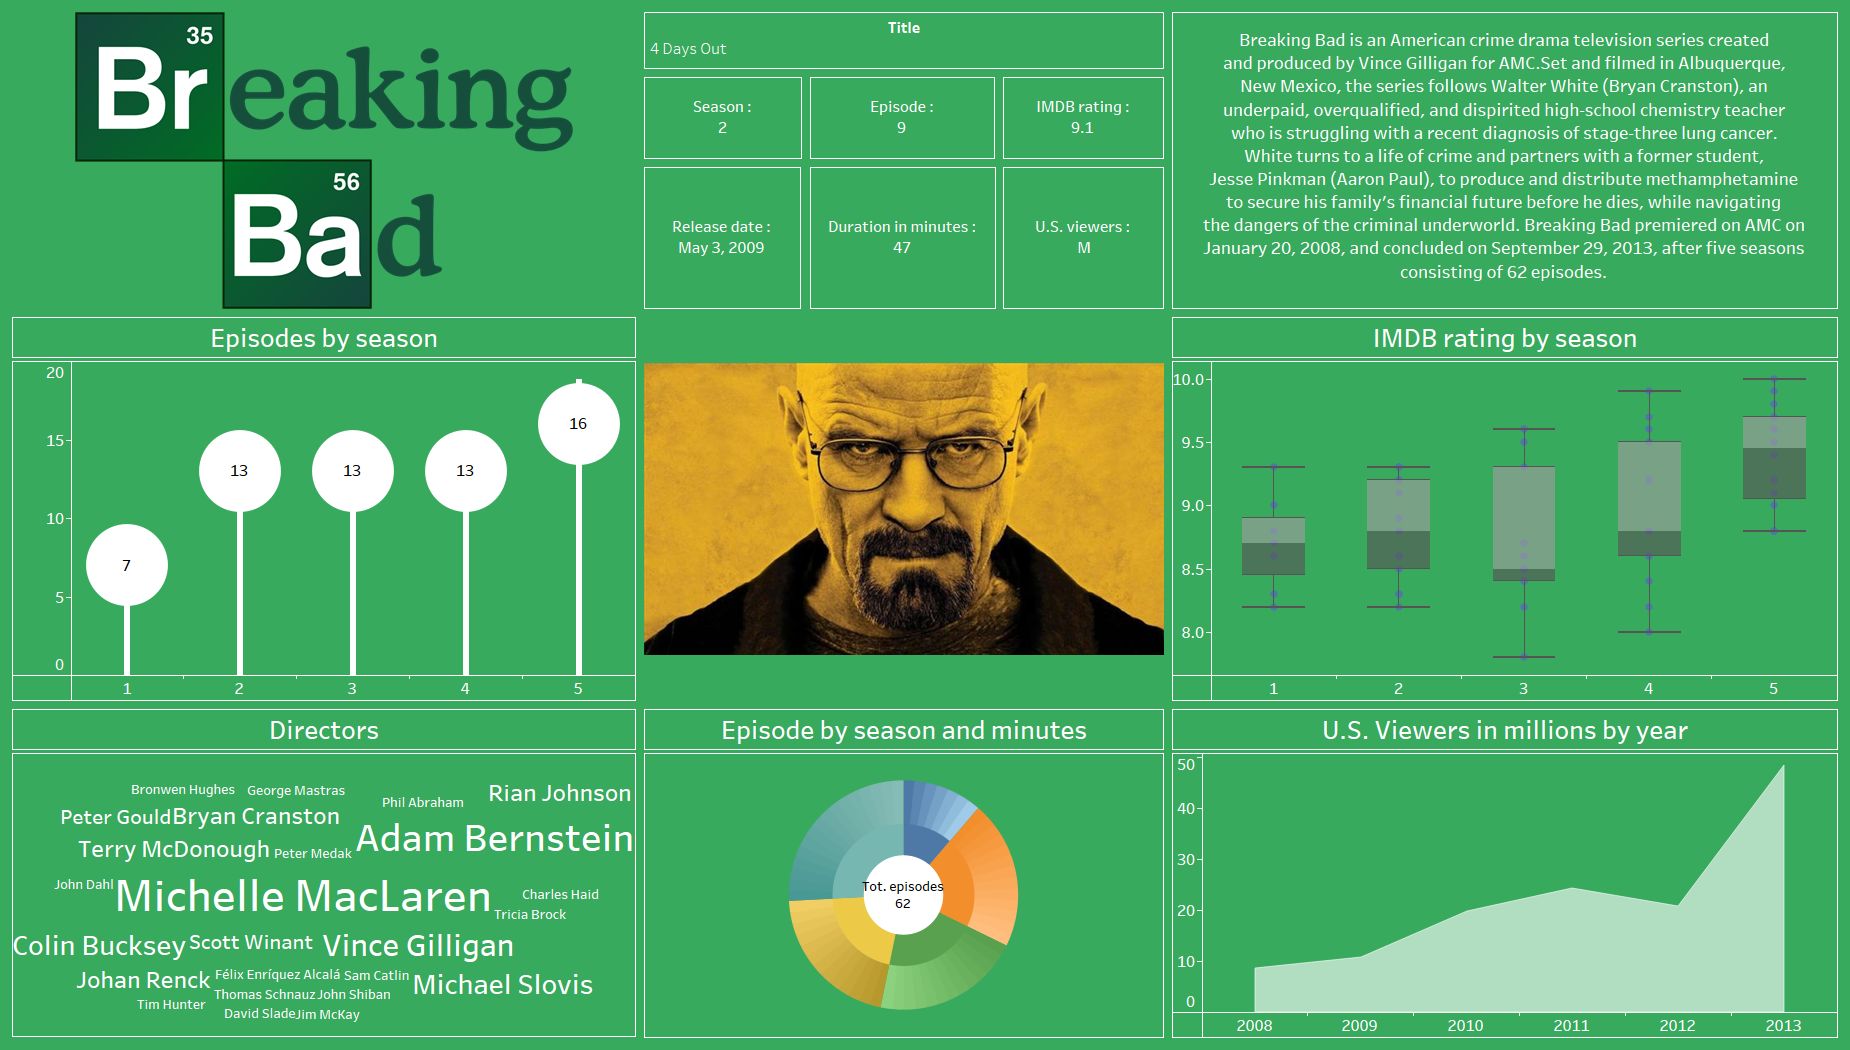 35
Breaking
56
Bad
Title
4 Days Out
Season :
2
Episode :
9
IMDB rating :
9.1
Release date :
May 3, 2009
Duration in minutes :
47
U.S. viewers :
M
Breaking Bad is an American crime drama television series created
and produced by Vince Gilligan for AMC.Set and filmed in Albuquerque,
New Mexico, the series follows Walter White (Bryan Cranston), an
underpaid, overqualified, and dispirited high-school chemistry teacher
who is struggling with a recent diagnosis of stage-three lung cancer.
White turns to a life of crime and partners with a former student,
Jesse Pinkman (Aaron Paul), to produce and distribute methamphetamine
to secure his family's financial future before he dies, while navigating
the dangers of the criminal underworld. Breaking Bad premiered on AMC on
January 20, 2008, and concluded on September 29, 2013, after five seasons
consisting of 62 episodes.
Episodes by season
20
15
10
5
0
7
13
13
13
16
1 2 3 4 5
IMDB rating by season
10.0
9.5
9.0
8.5
8.0
1 2 3 4 5
Directors
Bronwen Hughes George Mastras
Phil Abraham Rian Johnson
Peter Gould Bryan Cranston
Adam Bernstein
Terry McDonough Peter Medak
John Dahl Michelle MacLaren Charles Haid
Tricia Brock
Colin Bucksey Scott Winant Vince Gilligan
Johan Renck Félix Enríquez Alcalá Sam Catlin Michael Slovis
Thomas Schnauz John Shiban
Tim Hunter
David Slade Jim McKay
Episode by season and minutes
Tot. episodes
62
U.S. Viewers in millions by year
50
40
30
20
10
0
2008 2009 2010 2011 2012 2013